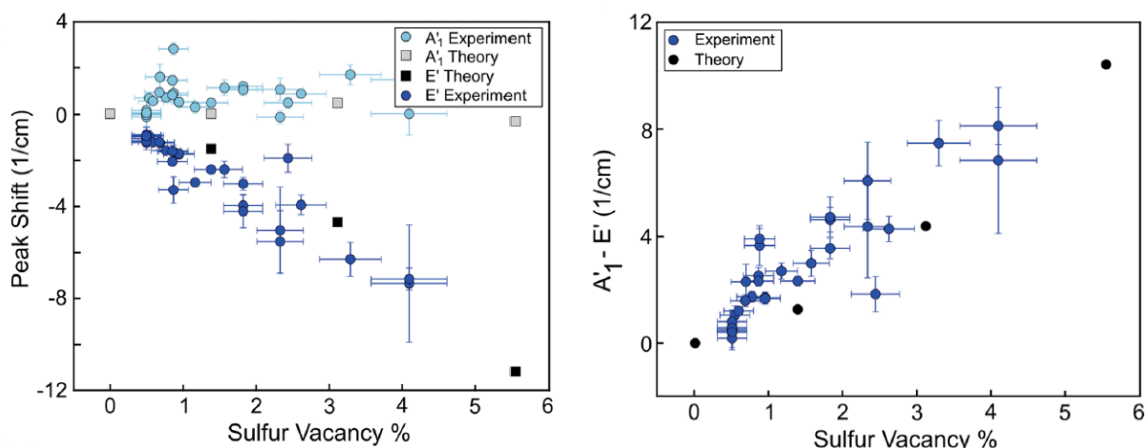 4
0
-4
-8
-12
Peak Shift (1/cm)
A'₁ Experiment
A'₁ Theory
E' Theory
E' Experiment
0 1 2 3 4 5 6
Sulfur Vacancy %
12
8
4
0
A'₁ - E' (1/cm)
Experiment
Theory
0 1 2 3 4 5 6
Sulfur Vacancy %